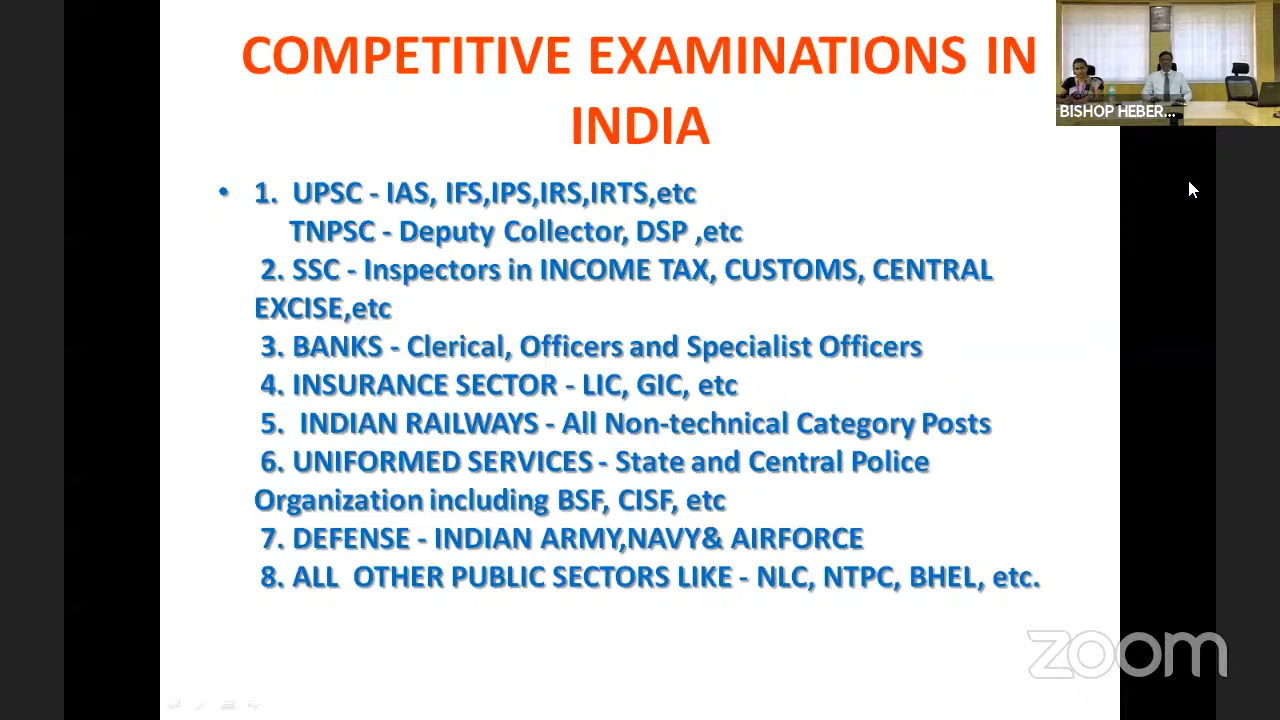 COMPETITIVE EXAMINATIONS IN
INDIA
BISHOP HEBER...
• 1. UPSC - IAS, IFS,IPS,IRS,IRTS,etc
TNPSC - Deputy Collector, DSP ,etc
2. SSC - Inspectors in INCOME TAX, CUSTOMS, CENTRAL
EXCISE,etc
3. BANKS - Clerical, Officers and Specialist Officers
4. INSURANCE SECTOR - LIC, GIC, etc
5. INDIAN RAILWAYS - All Non-technical Category Posts
6. UNIFORMED SERVICES - State and Central Police
Organization including BSF, CISF, etc
7. DEFENSE - INDIAN ARMY,NAVY& AIRFORCE
8. ALL OTHER PUBLIC SECTORS LIKE - NLC, NTPC, BHEL, etc.
zoom